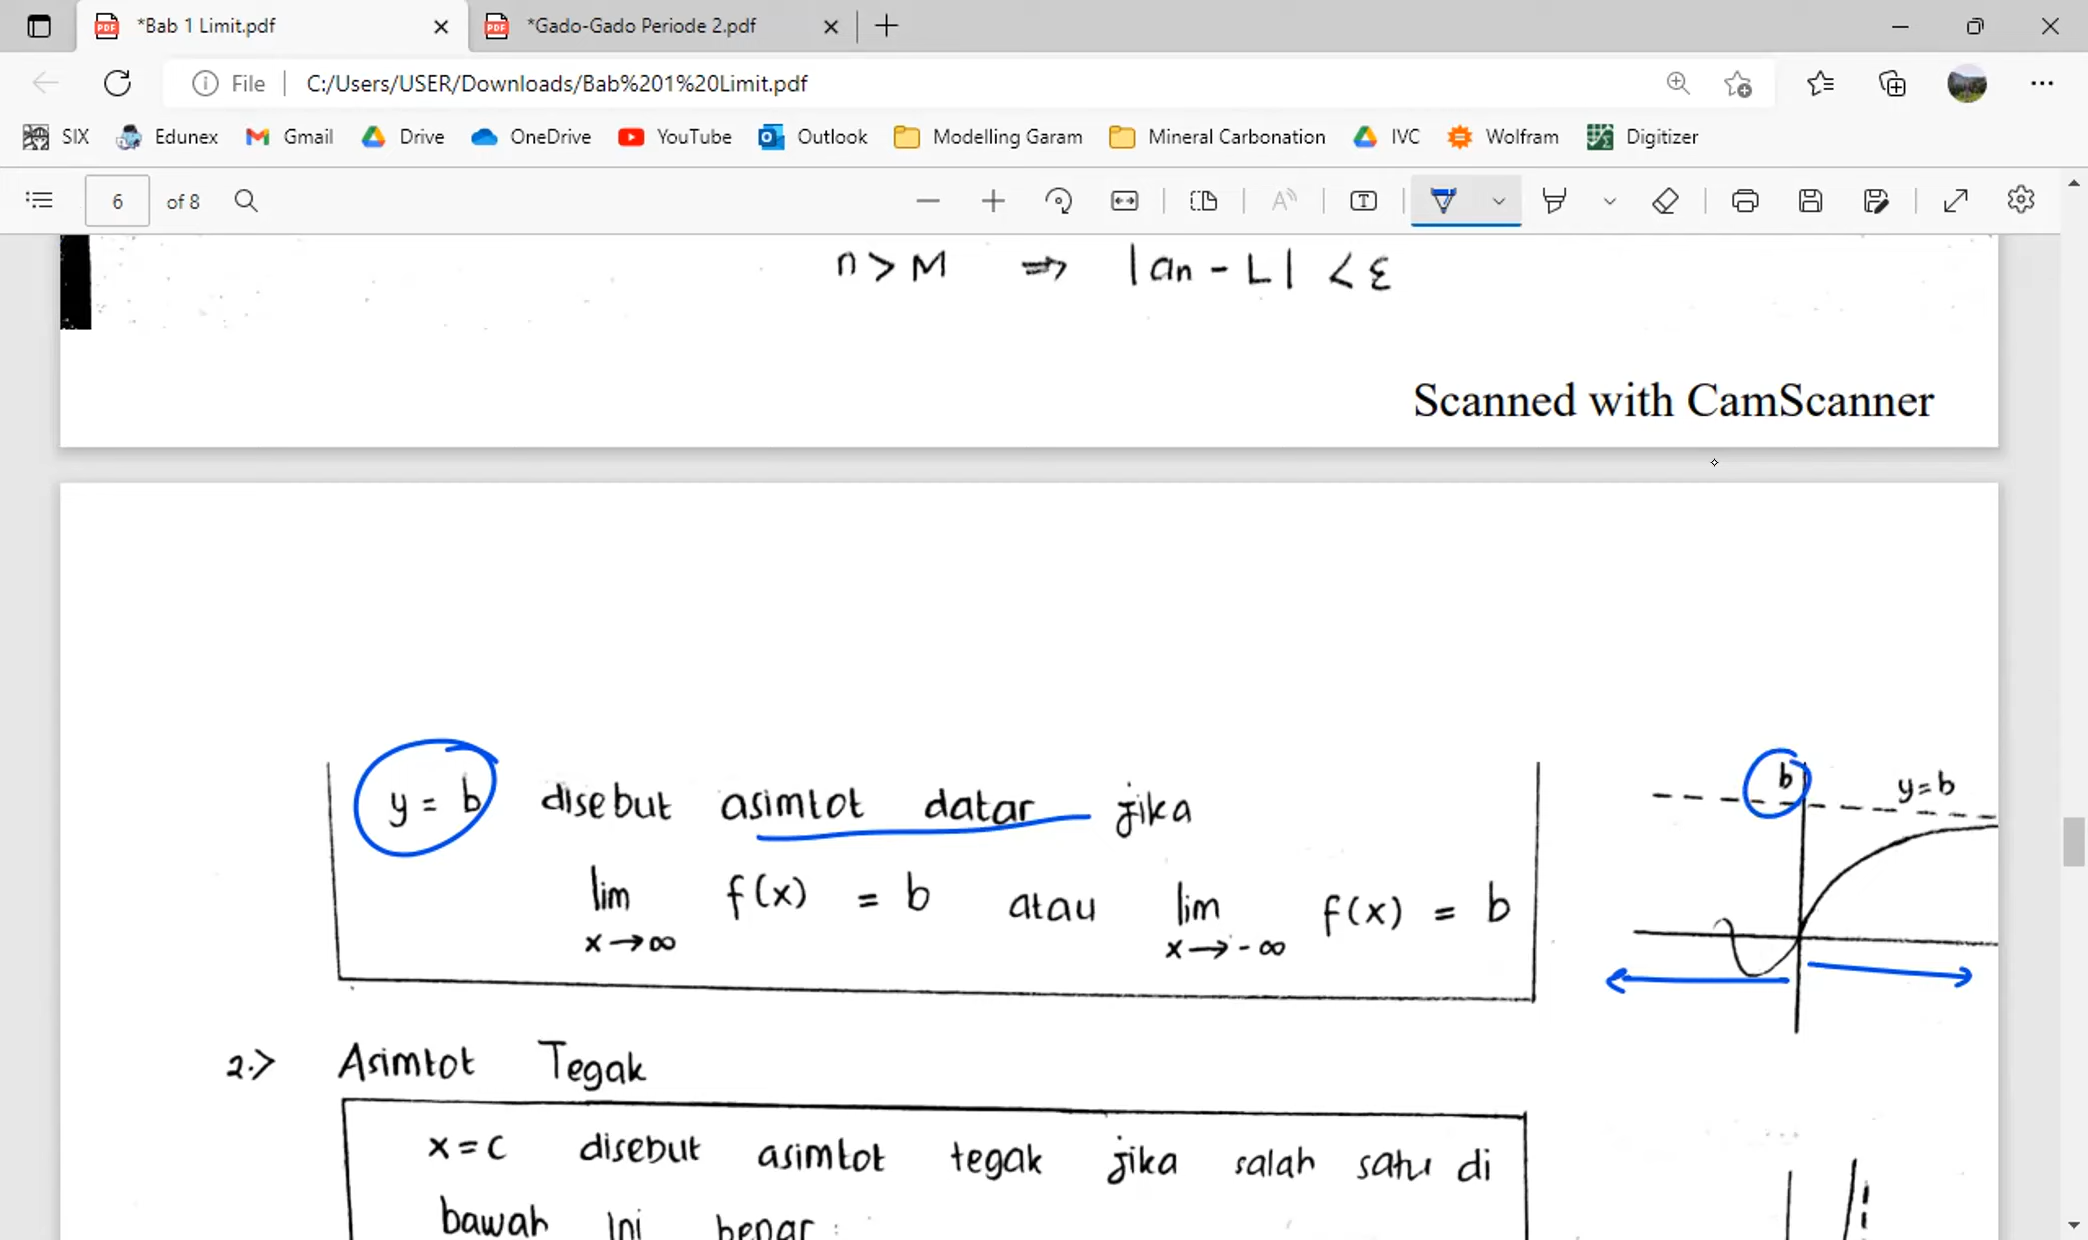 *Bab 1 Limit.pdf
*Gado-Gado Periode 2.pdf
File
C:/Users/USER/Downloads/Bab%201%20Limit.pdf
SIX
Edunex
Gmail
Drive
OneDrive
YouTube
Outlook
Modelling Garam
Mineral Carbonation
IVC
Wolfram
Digitizer
6 of 8
n > M ⇒ |an - L| < ε
Scanned with CamScanner
y = b disebut asimtot datar jika
lim f(x) = b atau lim f(x) = b
x→∞ x→-∞
b
y=b
2.> Asimtot Tegak
x = c disebut asimtot tegak jika salah satu di
bawah ini benar :